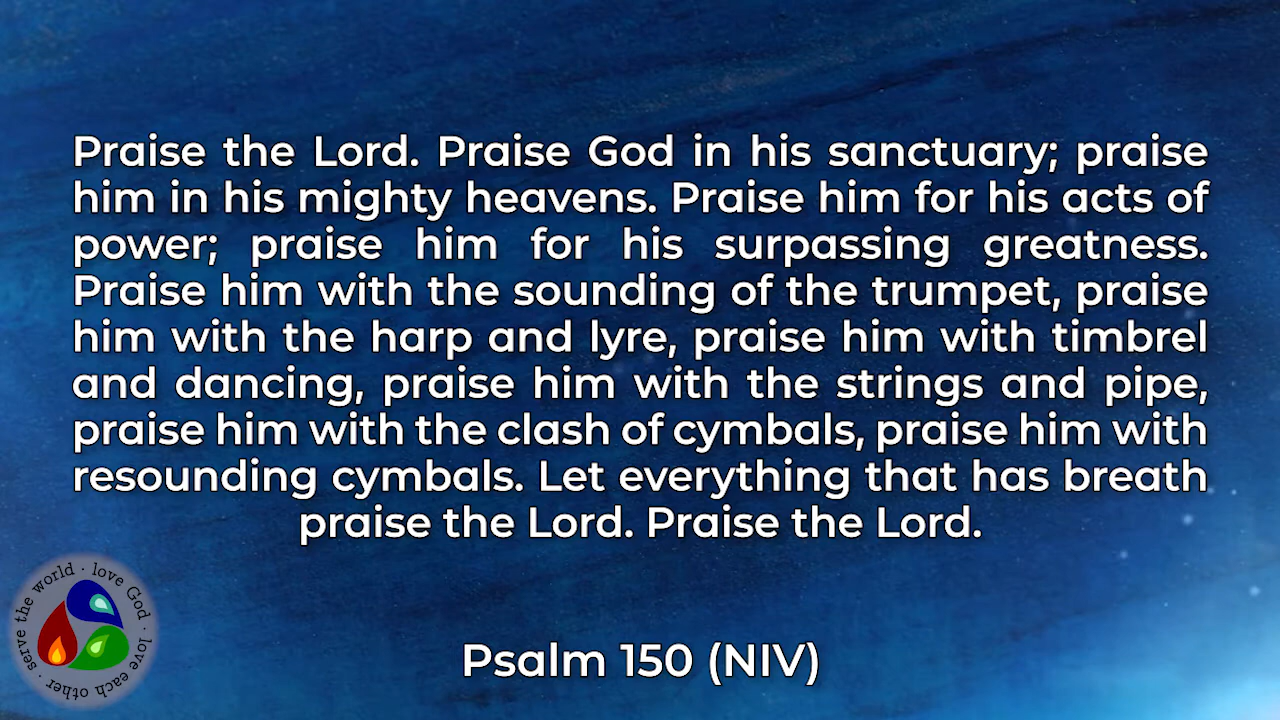 Praise the Lord. Praise God in his sanctuary; praise
him in his mighty heavens. Praise him for his acts of
power; praise him for his surpassing greatness.
Praise him with the sounding of the trumpet, praise
him with the harp and lyre, praise him with timbrel
and dancing, praise him with the strings and pipe,
praise him with the clash of cymbals, praise him with
resounding cymbals. Let everything that has breath
praise the Lord. Praise the Lord.
serve the world · love God · love each other ·
Psalm 150 (NIV)